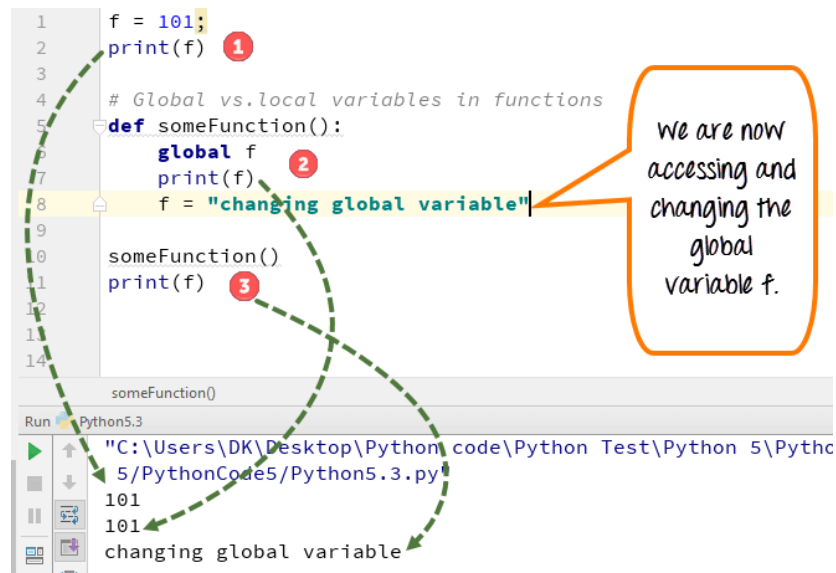 1 f = 101;
2 print(f) 1
3
4 # Global vs.local variables in functions
5 def someFunction():
6 global f 2
7 print(f)
8 f = "changing global variable"
9
10 someFunction()
11 print(f) 3
12
13
14
We are now
accessing and
changing the
global
variable f.
someFunction()
Run Python5.3
"C:\Users\DK\Desktop\Python code\Python Test\Python 5\Pytho
5/PythonCode5/Python5.3.py"
101
101
changing global variable